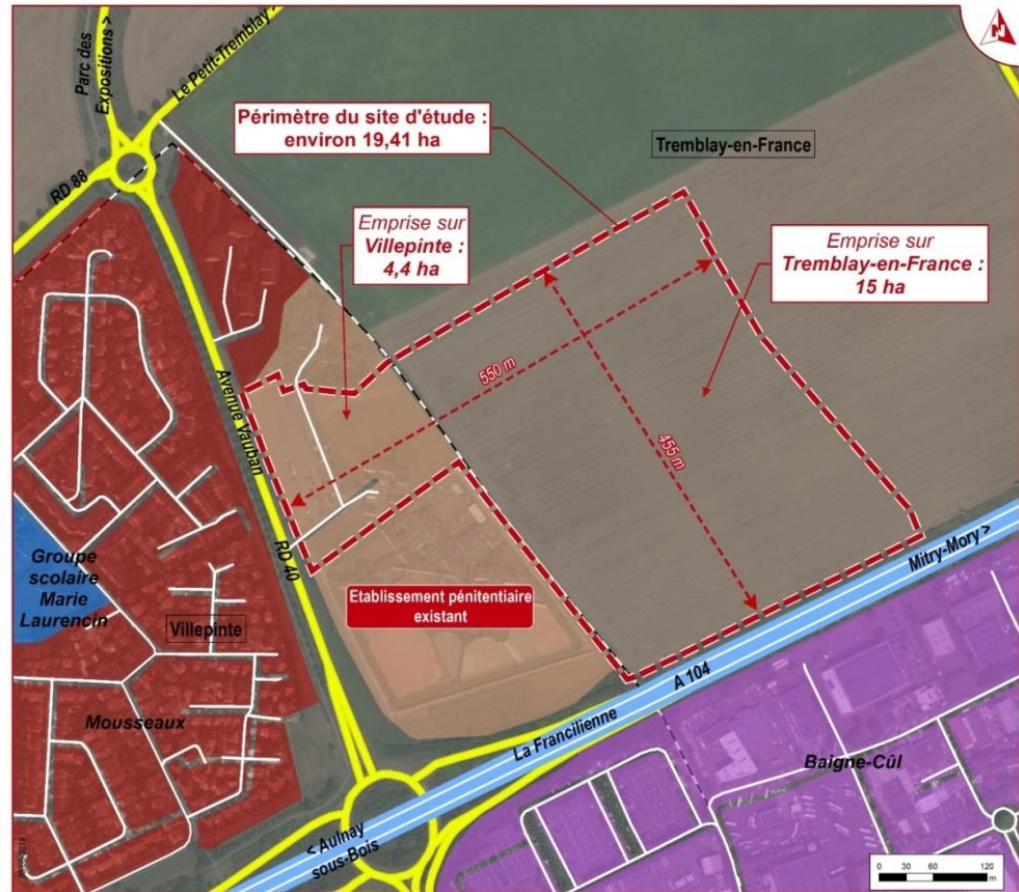 N
Parc des
Expositions >
Le Petit-Tremblay >
RD 88
Périmètre du site d'étude :
environ 19,41 ha
Tremblay-en-France
Emprise sur
Villepinte :
4,4 ha
Emprise sur
Tremblay-en-France :
15 ha
550 m
455 m
Avenue Vauban
RD 40
Groupe
scolaire
Marie
Laurencin
Villepinte
Mousseaux
Etablissement pénitentiaire
existant
Mitry-Mory >
A 104
La Francilienne
< Aulnay
sous-Bois
Baigne-Cûl
0 30 60 120
m